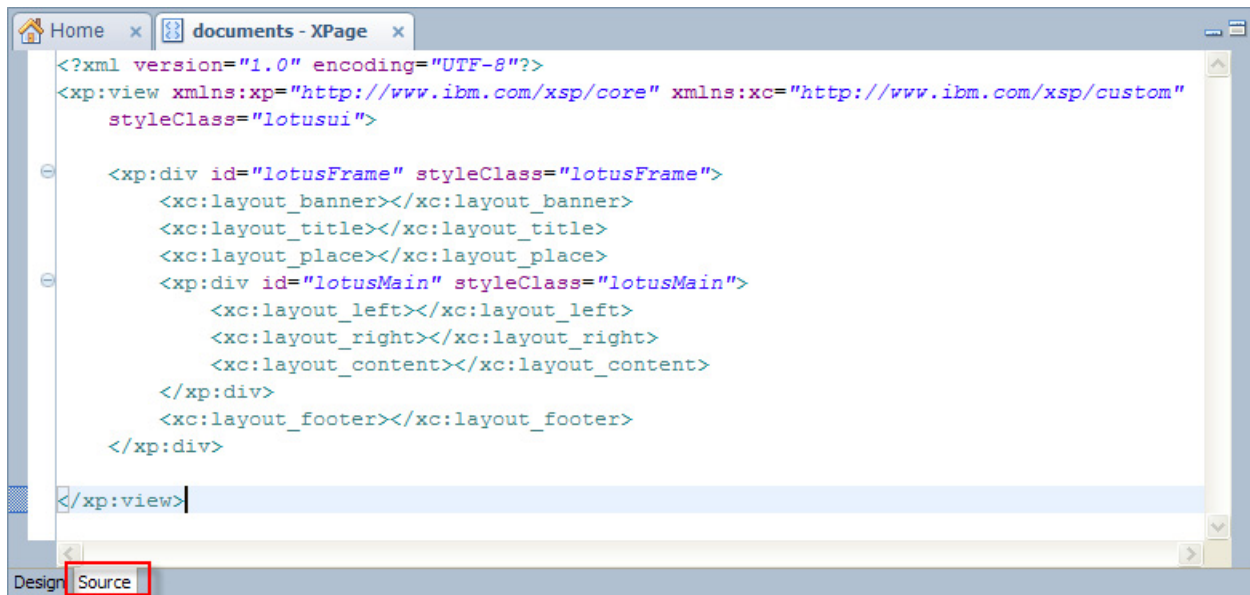 Home
documents - XPage
<?xml version="1.0" encoding="UTF-8"?>
<xp:view xmlns:xp="http://www.ibm.com/xsp/core" xmlns:xc="http://www.ibm.com/xsp/custom"
    styleClass="lotusui">
    <xp:div id="lotusFrame" styleClass="lotusFrame">
        <xc:layout_banner></xc:layout_banner>
        <xc:layout_title></xc:layout_title>
        <xc:layout_place></xc:layout_place>
        <xp:div id="lotusMain" styleClass="lotusMain">
            <xc:layout_left></xc:layout_left>
            <xc:layout_right></xc:layout_right>
            <xc:layout_content></xc:layout_content>
        </xp:div>
        <xc:layout_footer></xc:layout_footer>
    </xp:div>
</xp:view>
Design Source